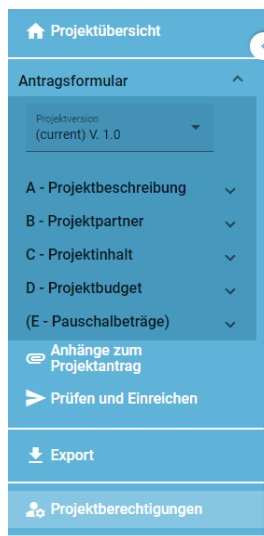 Projektübersicht
Antragsformular
Projektversion
(current) V. 1.0
A - Projektbeschreibung
B - Projektpartner
C - Projektinhalt
D - Projektbudget
(E - Pauschalbeträge)
Anhänge zum
Projektantrag
Prüfen und Einreichen
Export
Projektberechtigungen